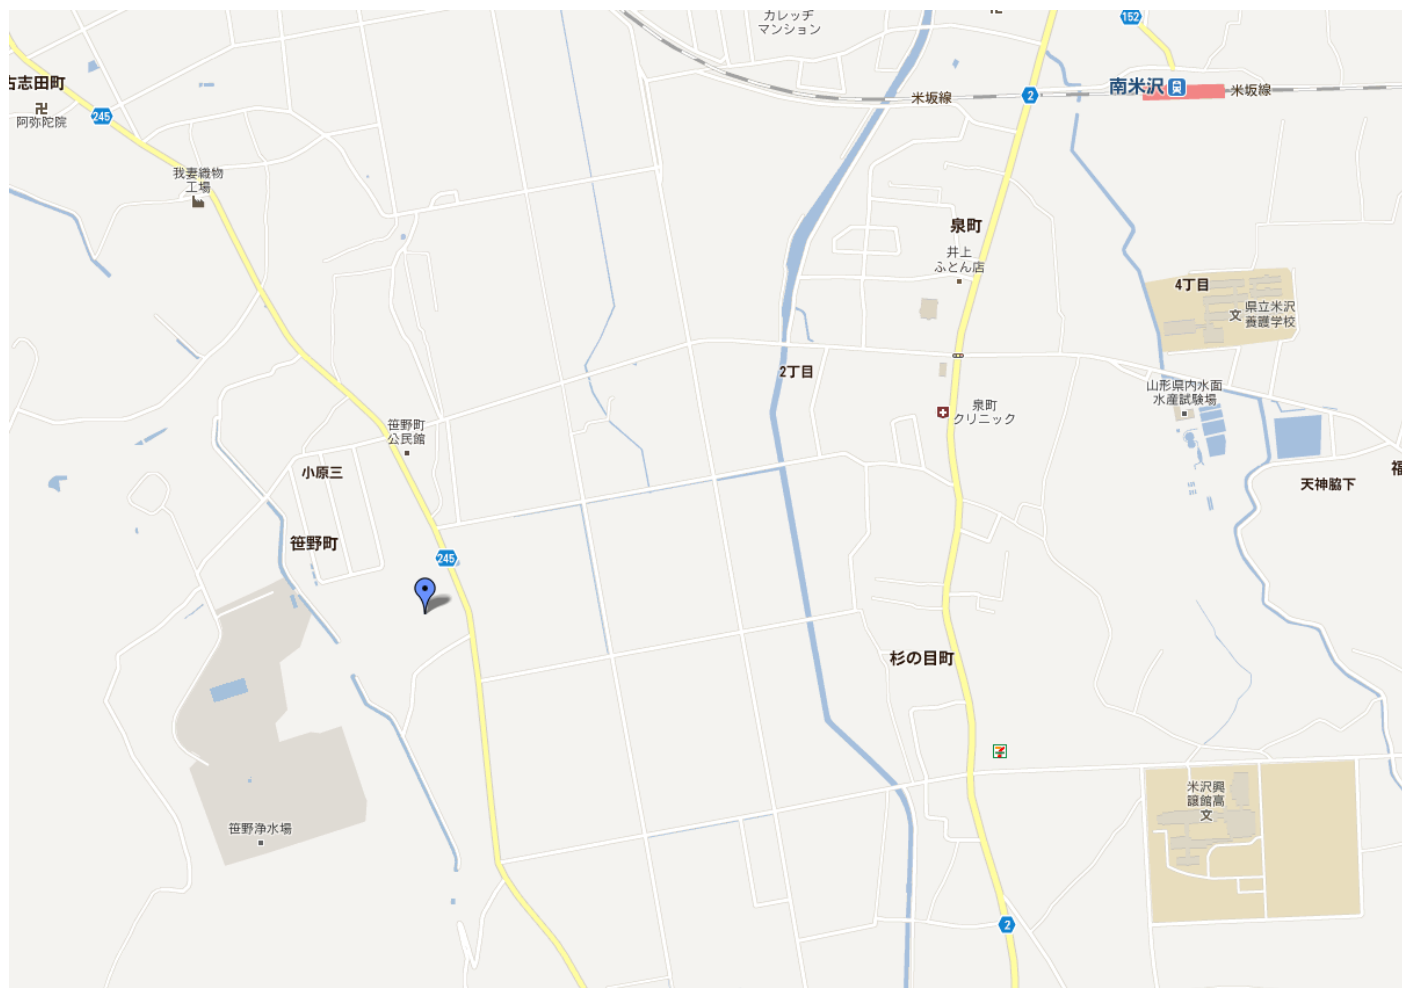 カレッヂ
マンション
152
古志田町
卍
阿弥陀院
245
南米沢
米坂線
2
米坂線
我妻織物
工場
泉町
井上
ふとん店
4丁目
文
県立米沢
養護学校
2丁目
山形県内水面
水産試験場
泉町
クリニック
笹野町
公民館
小原三
福
天神脇下
笹野町
245
杉の目町
7
米沢興
譲館高
文
笹野浄水場
2